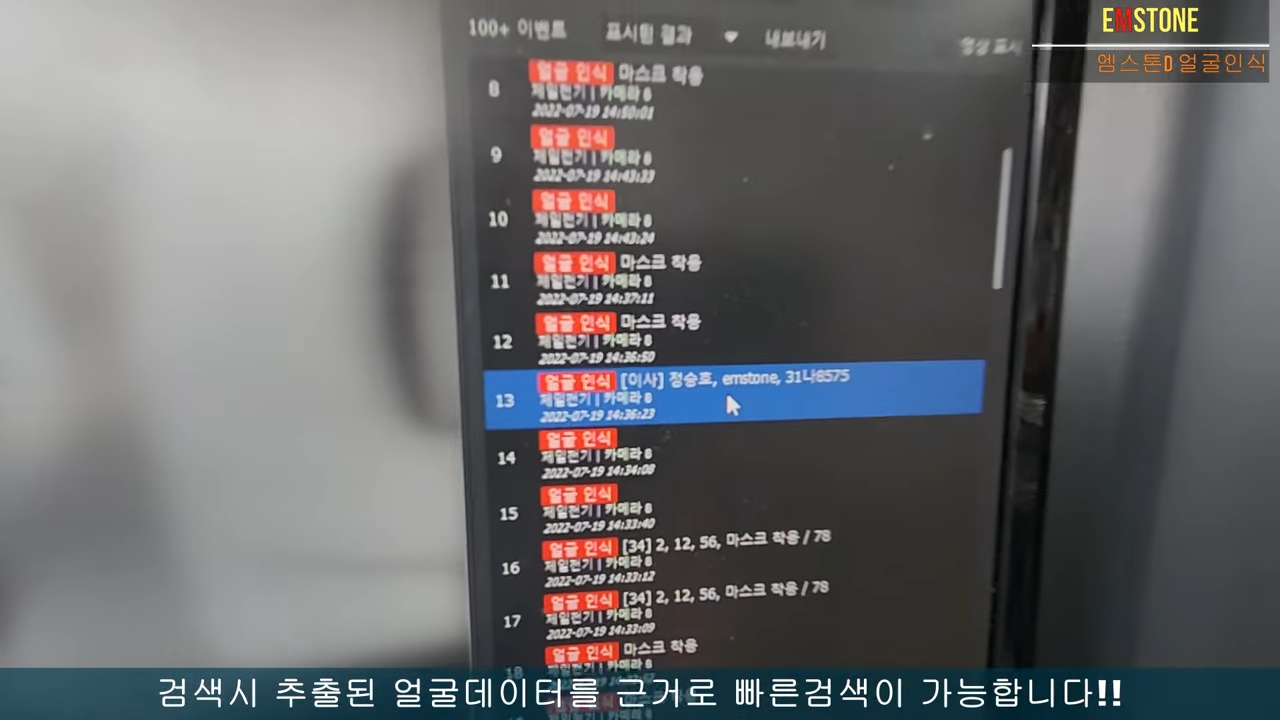 EMSTONE
엠스톤D얼굴인식
100+ 이벤트 표시된 결과 내보내기 영상 표시
8 얼굴 인식 마스크 착용
제일전기 | 카메라 8
2022-07-19 14:50:01
9 얼굴 인식
제일전기 | 카메라 8
2022-07-19 14:43:33
10 얼굴 인식
제일전기 | 카메라 8
2022-07-19 14:43:24
11 얼굴 인식 마스크 착용
제일전기 | 카메라 8
2022-07-19 14:37:11
12 얼굴 인식 마스크 착용
제일전기 | 카메라 8
2022-07-19 14:36:50
13 얼굴 인식 [이사] 정승호, emstone, 31나8575
제일전기 | 카메라 8
2022-07-19 14:36:23
14 얼굴 인식
제일전기 | 카메라 8
2022-07-19 14:34:08
15 얼굴 인식
제일전기 | 카메라 8
2022-07-19 14:33:40
16 얼굴 인식 [34] 2, 12, 56, 마스크 착용 / 78
제일전기 | 카메라 8
2022-07-19 14:33:12
17 얼굴 인식 [34] 2, 12, 56, 마스크 착용 / 78
제일전기 | 카메라 8
2022-07-19 14:33:09
18 얼굴 인식 마스크 착용
제일전기 | 카메라 8
검색시 추출된 얼굴데이터를 근거로 빠른검색이 가능합니다!!